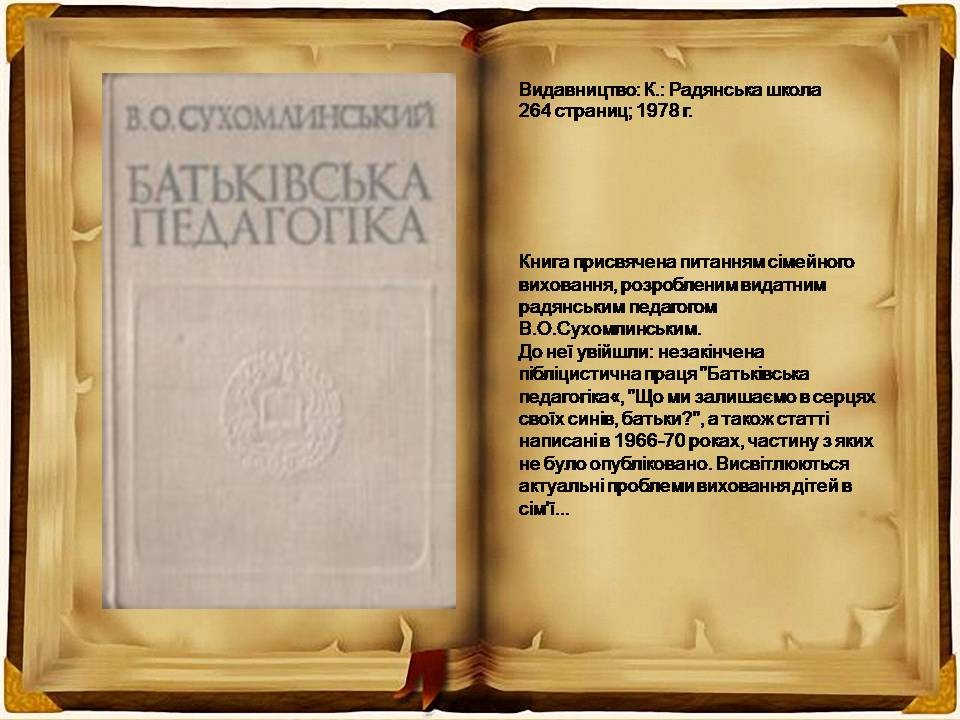 В.О.СУХОМЛИНСЬКИЙ
БАТЬКІВСЬКА
ПЕДАГОГІКА
Видавництво: К.: Радянська школа
264 страниц; 1978 г.
Книга присвячена питанням сімейного
виховання, розробленим видатним
радянським педагогом
В.О.Сухомлинським.
До неї увійшли: незакінчена
пібліцистична праця "Батьківська
педагогіка«, "Що ми залишаємо в серцях
своїх синів, батьки?", а також статті
написані в 1966-70 роках, частину з яких
не було опубліковано. Висвітлюються
актуальні проблеми виховання дітей в
сім'ї...